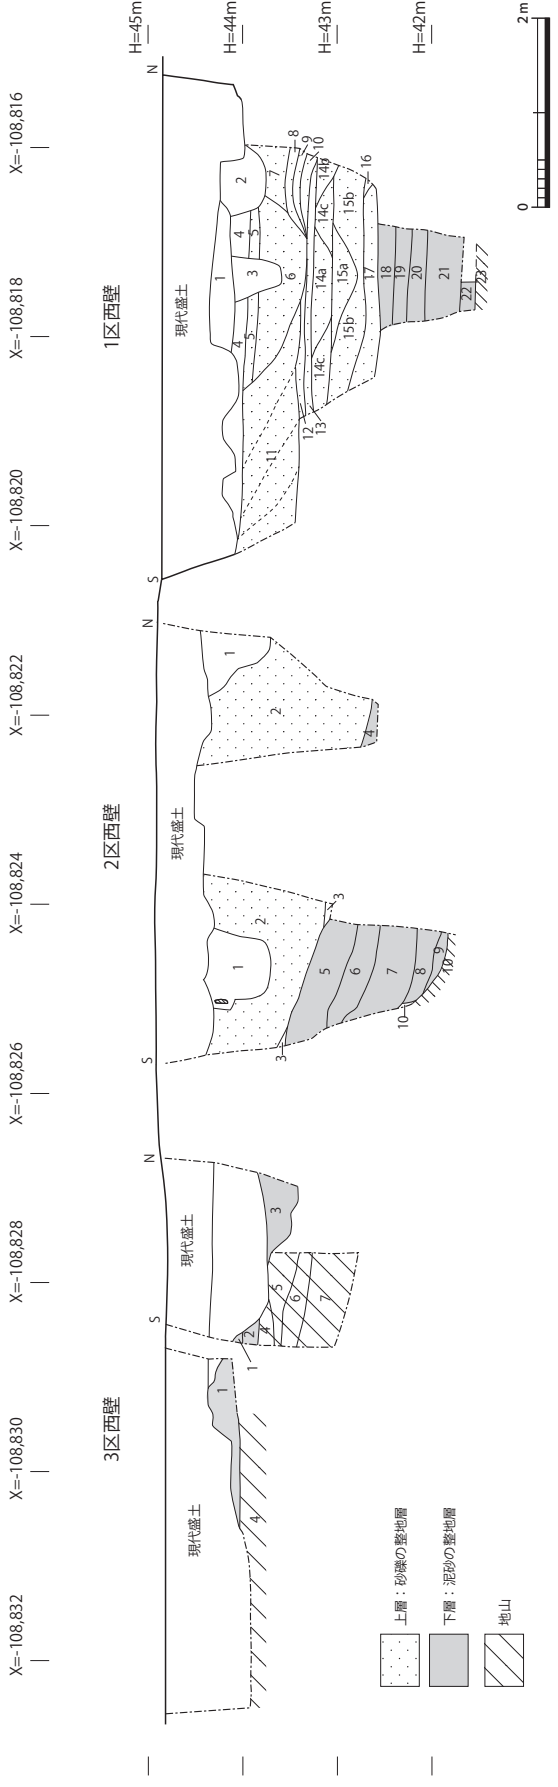 X=-108,832
X=-108,830
X=-108,828
X=-108,826
X=-108,824
X=-108,822
X=-108,820
X=-108,818
X=-108,816
3区西壁
2区西壁
1区西壁
H=45m
H=44m
H=43m
H=42m
S
N
S
N
S
N
現代盛土
現代盛土
現代盛土
現代盛土
1
4
1
2
4
3
5
6
7
1
2
3
5
6
7
8
9
10
10
3
1
2
4
1
2
3
4
5
4
5
6
7
8
9
10
11
12
13
14a
14b
14c
14c
15a
15b
15b
16
17
18
19
20
21
22
23
上層：砂礫の整地層
下層：泥砂の整地層
地山
0
2m